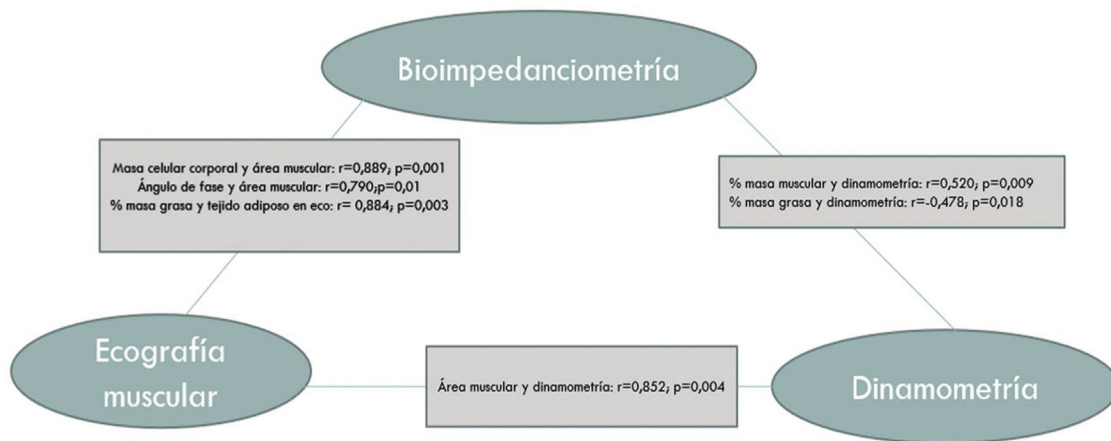 Bioimpedanciometría
Masa celular corporal y área muscular: r=0,889; p=0,001
Ángulo de fase y área muscular: r=0,790;p=0,01
% masa grasa y tejido adiposo en eco: r= 0,884; p=0,003
% masa muscular y dinamometría: r=0,520; p=0,009
% masa grasa y dinamometría: r=-0,478; p=0,018
Ecografía
muscular
Área muscular y dinamometría: r=0,852; p=0,004
Dinamometría